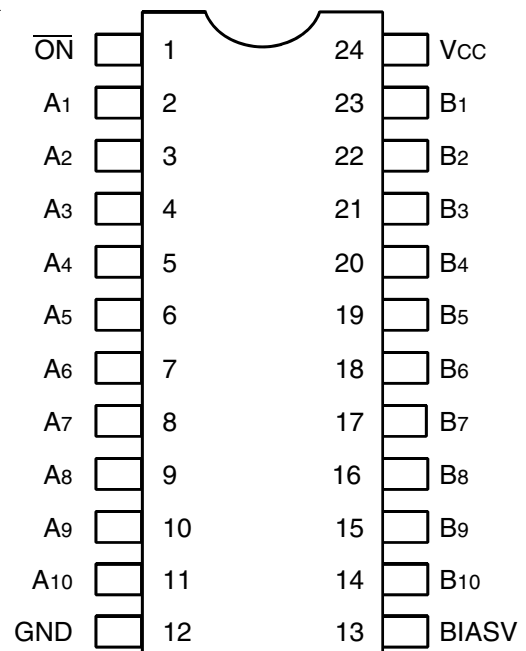 O̅N̅ 1 24 VCC
A1 2 23 B1
A2 3 22 B2
A3 4 21 B3
A4 5 20 B4
A5 6 19 B5
A6 7 18 B6
A7 8 17 B7
A8 9 16 B8
A9 10 15 B9
A10 11 14 B10
GND 12 13 BIASV